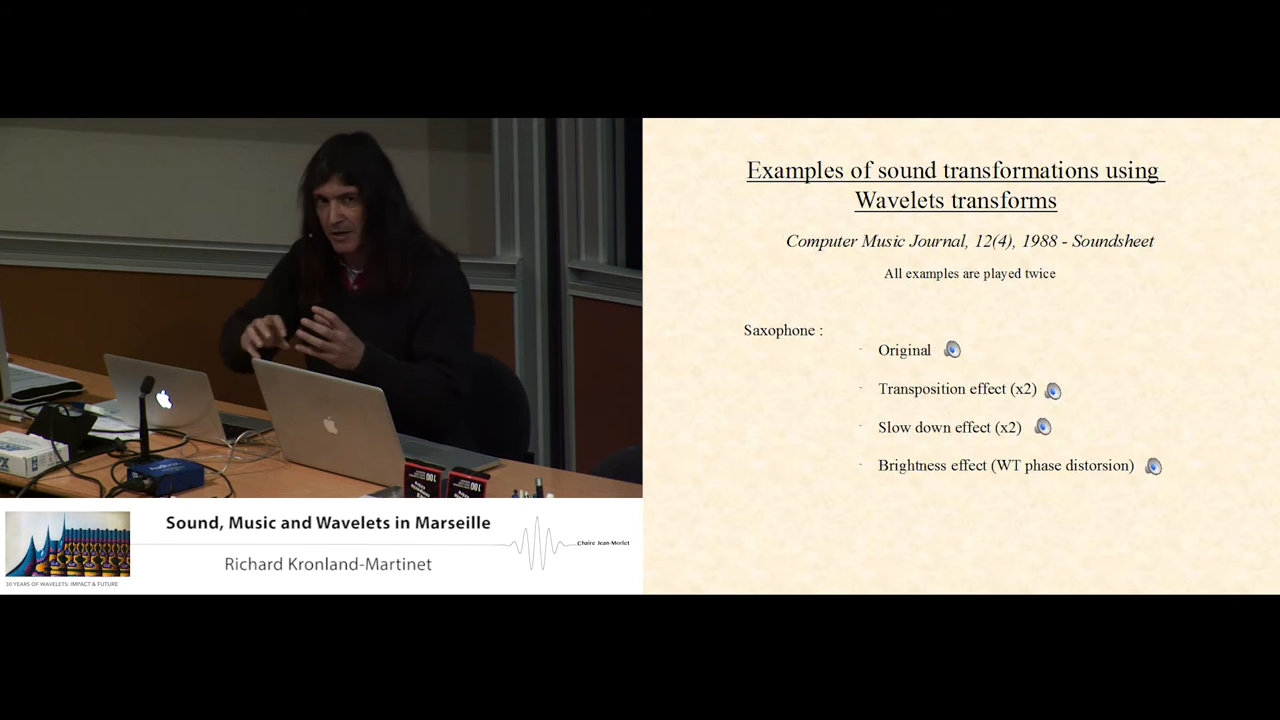 Examples of sound transformations using
Wavelets transforms
Computer Music Journal, 12(4), 1988 - Soundsheet
All examples are played twice
Saxophone :
- Original
- Transposition effect (x2)
- Slow down effect (x2)
- Brightness effect (WT phase distorsion)
Sound, Music and Wavelets in Marseille
Chaire Jean-Morlet
Richard Kronland-Martinet
30 YEARS OF WAVELETS: IMPACT & FUTURE
100